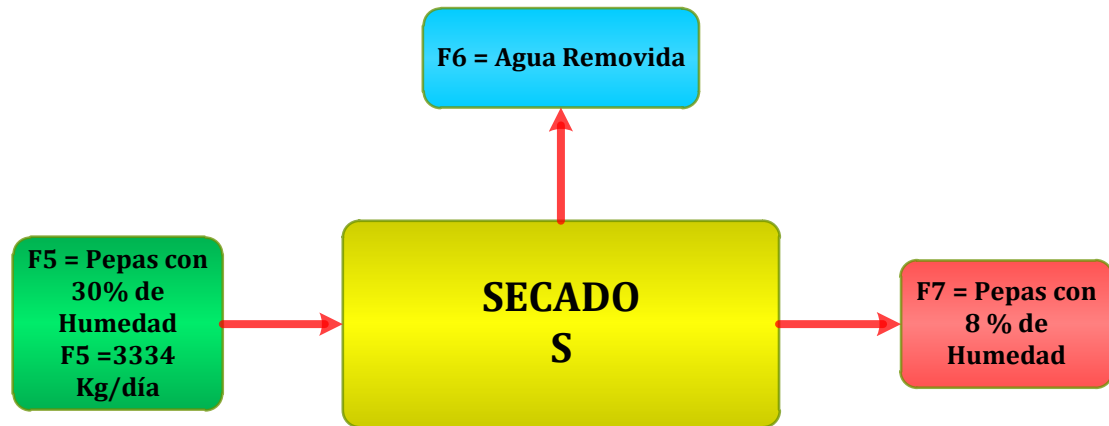 F6 = Agua Removida
F5 = Pepas con
30% de
Humedad
F5 =3334
Kg/día
SECADO
S
F7 = Pepas con
8 % de
Humedad